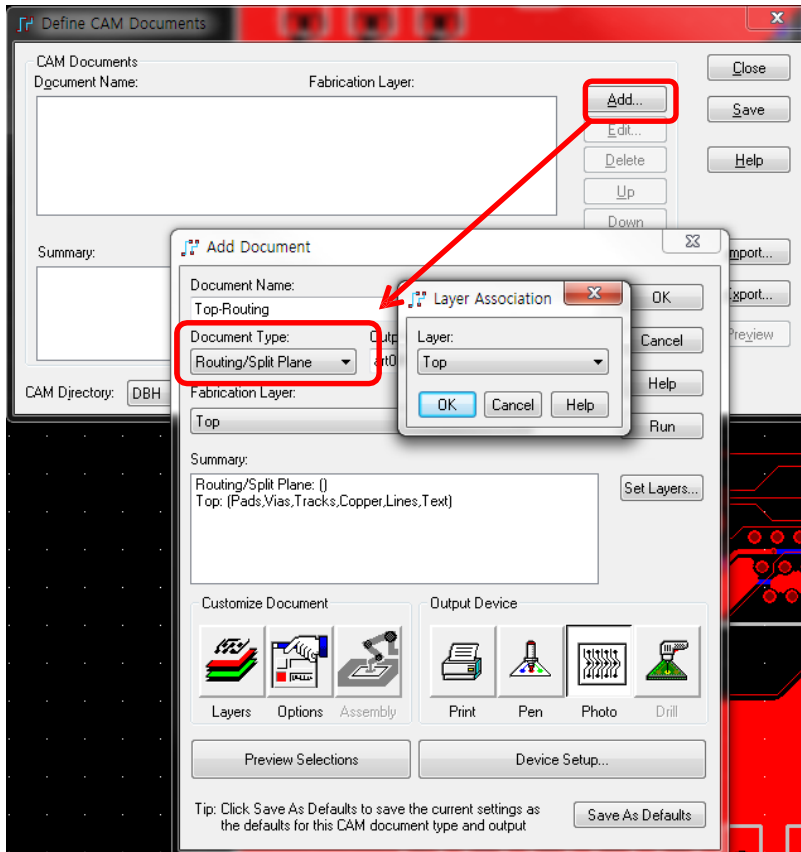 Define CAM Documents
CAM Documents
Document Name: Fabrication Layer:
Close
Add...
Save
Edit...
Delete
Help
Up
Down
Summary:
CAM Directory: DBH
Add Document
Document Name:
Top-Routing
OK
Document Type:
Routing/Split Plane
Cancel
Fabrication Layer:
Help
Top
Run
Layer Association
Layer:
Top
OK Cancel Help
Summary:
Routing/Split Plane: ()
Top: (Pads,Vias,Tracks,Copper,Lines,Text)
Set Layers...
Customize Document
Output Device
Layers Options Assembly
Print Pen Photo Drill
Preview Selections
Device Setup...
Tip: Click Save As Defaults to save the current settings as
the defaults for this CAM document type and output
Save As Defaults